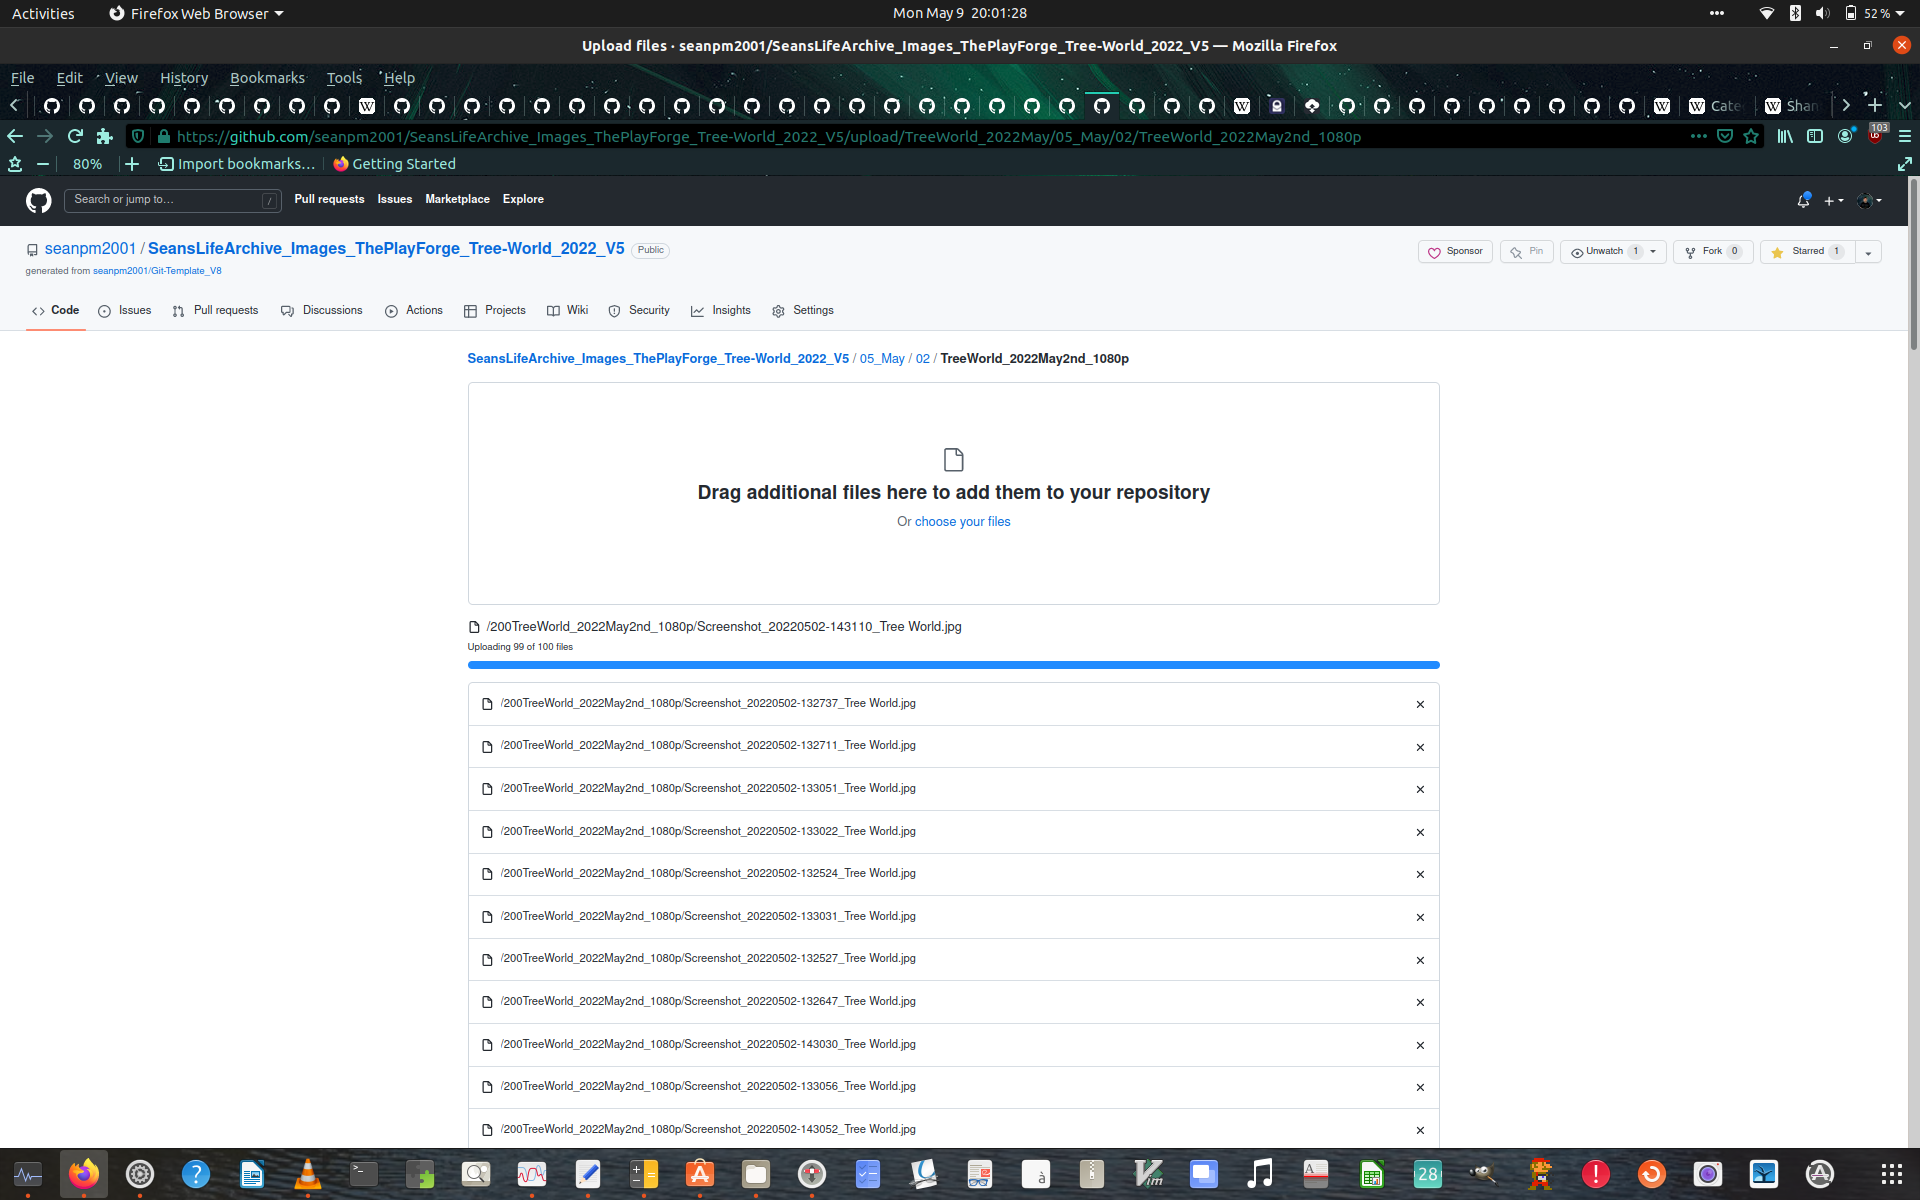 Activities Firefox Web Browser Mon May 9 20:01:28 52 %
Upload files · seanpm2001/SeansLifeArchive_Images_ThePlayForge_Tree-World_2022_V5 — Mozilla Firefox
File Edit View History Bookmarks Tools Help
W W W Cate W Shan
https://github.com/seanpm2001/SeansLifeArchive_Images_ThePlayForge_Tree-World_2022_V5/upload/TreeWorld_2022May/05_May/02/TreeWorld_2022May2nd_1080p 103
80% Import bookmarks... Getting Started
Search or jump to... / Pull requests Issues Marketplace Explore
seanpm2001 / SeansLifeArchive_Images_ThePlayForge_Tree-World_2022_V5 Public Sponsor Pin Unwatch 1 Fork 0 Starred 1
generated from seanpm2001/Git-Template_V8
Code Issues Pull requests Discussions Actions Projects Wiki Security Insights Settings
SeansLifeArchive_Images_ThePlayForge_Tree-World_2022_V5 / 05_May / 02 / TreeWorld_2022May2nd_1080p
Drag additional files here to add them to your repository
Or choose your files
/200TreeWorld_2022May2nd_1080p/Screenshot_20220502-143110_Tree World.jpg
Uploading 99 of 100 files
/200TreeWorld_2022May2nd_1080p/Screenshot_20220502-132737_Tree World.jpg
/200TreeWorld_2022May2nd_1080p/Screenshot_20220502-132711_Tree World.jpg
/200TreeWorld_2022May2nd_1080p/Screenshot_20220502-133051_Tree World.jpg
/200TreeWorld_2022May2nd_1080p/Screenshot_20220502-133022_Tree World.jpg
/200TreeWorld_2022May2nd_1080p/Screenshot_20220502-132524_Tree World.jpg
/200TreeWorld_2022May2nd_1080p/Screenshot_20220502-133031_Tree World.jpg
/200TreeWorld_2022May2nd_1080p/Screenshot_20220502-132527_Tree World.jpg
/200TreeWorld_2022May2nd_1080p/Screenshot_20220502-132647_Tree World.jpg
/200TreeWorld_2022May2nd_1080p/Screenshot_20220502-143030_Tree World.jpg
/200TreeWorld_2022May2nd_1080p/Screenshot_20220502-133056_Tree World.jpg
/200TreeWorld_2022May2nd_1080p/Screenshot_20220502-143052_Tree World.jpg
à Vim A 28